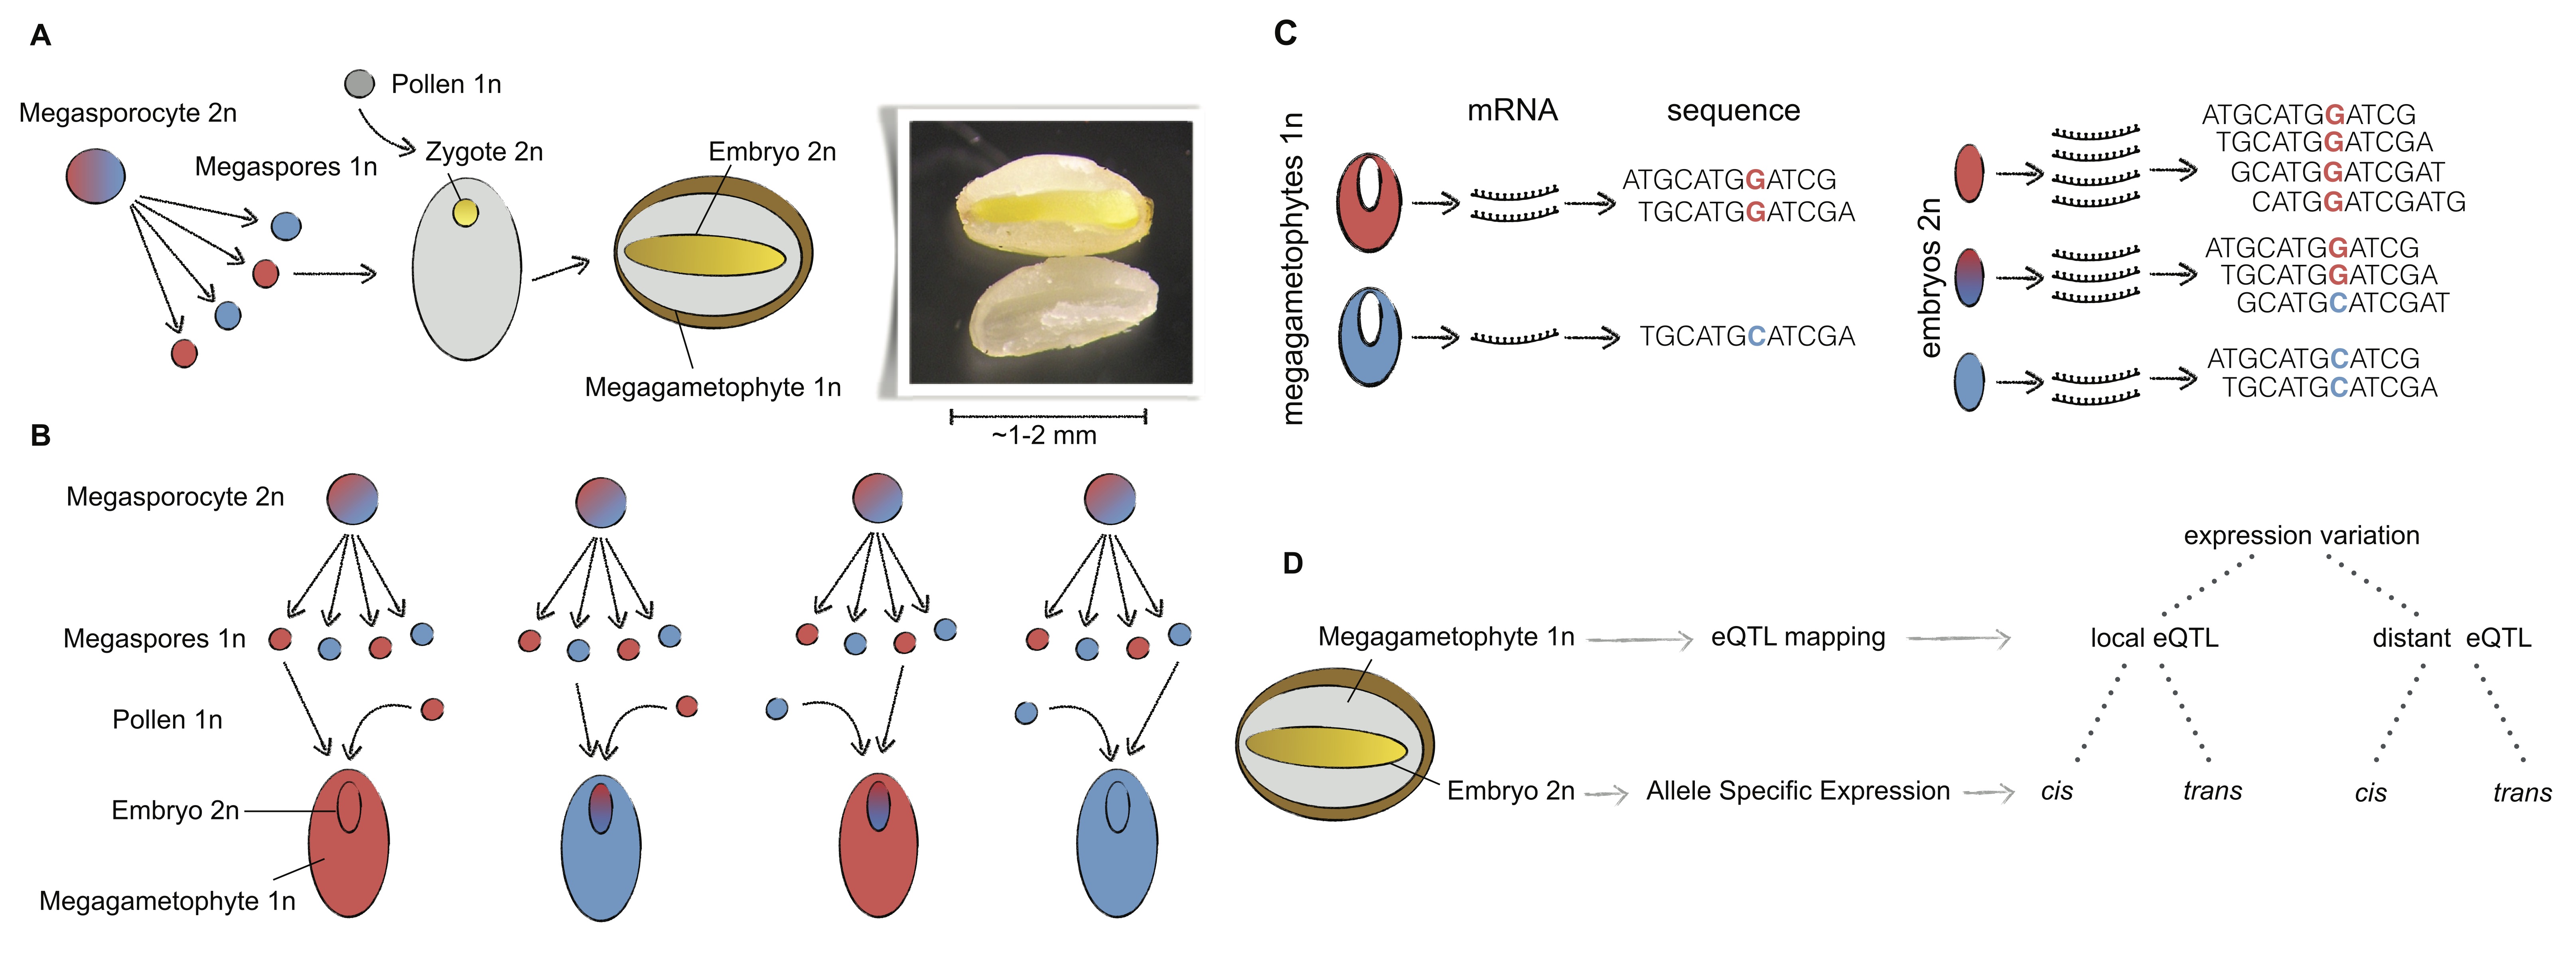 A
Pollen 1n
Megasporocyte 2n
Megaspores 1n
Zygote 2n
Embryo 2n
Megagametophyte 1n
~1-2 mm
B
Megasporocyte 2n
Megaspores 1n
Pollen 1n
Embryo 2n
Megagametophyte 1n
C
megagametophytes 1n
mRNA
sequence
ATGCATGGATCG
TGCATGGATCGA
TGCATGCATCGA
embryos 2n
ATGCATGGATCG
TGCATGGATCGA
GCATGGATCGAT
CATGGATCGATG
ATGCATGGATCG
TGCATGGATCGA
GCATGCATCGAT
ATGCATGCATCG
TGCATGCATCGA
D
expression variation
Megagametophyte 1n
eQTL mapping
local eQTL
distant eQTL
Embryo 2n
Allele Specific Expression
cis
trans
cis
trans